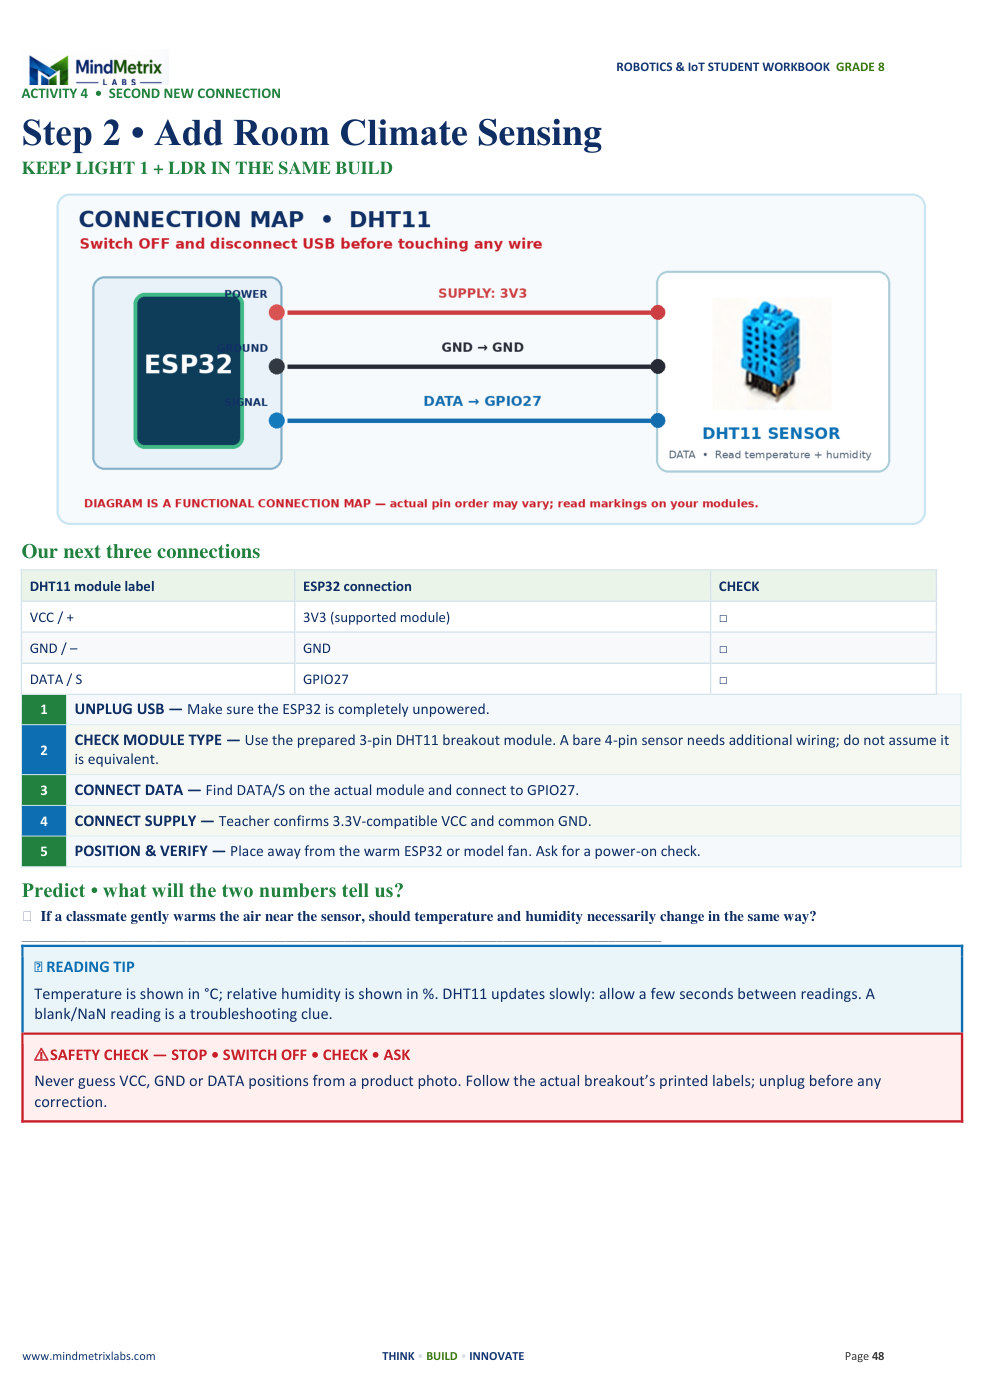 MindMetrix
LABS
ROBOTICS & IoT STUDENT WORKBOOK GRADE 8
ACTIVITY 4 • SECOND NEW CONNECTION
Step 2 • Add Room Climate Sensing
KEEP LIGHT 1 + LDR IN THE SAME BUILD
CONNECTION MAP • DHT11
Switch OFF and disconnect USB before touching any wire
POWER
SUPPLY: 3V3
GROUND
GND → GND
ESP32
SIGNAL
DATA → GPIO27
DHT11 SENSOR
DATA • Read temperature + humidity
DIAGRAM IS A FUNCTIONAL CONNECTION MAP — actual pin order may vary; read markings on your modules.
Our next three connections
DHT11 module label ESP32 connection CHECK
VCC / + 3V3 (supported module) □
GND / – GND □
DATA / S GPIO27 □
1 UNPLUG USB — Make sure the ESP32 is completely unpowered.
2 CHECK MODULE TYPE — Use the prepared 3-pin DHT11 breakout module. A bare 4-pin sensor needs additional wiring; do not assume it
is equivalent.
3 CONNECT DATA — Find DATA/S on the actual module and connect to GPIO27.
4 CONNECT SUPPLY — Teacher confirms 3.3V-compatible VCC and common GND.
5 POSITION & VERIFY — Place away from the warm ESP32 or model fan. Ask for a power-on check.
Predict • what will the two numbers tell us?
If a classmate gently warms the air near the sensor, should temperature and humidity necessarily change in the same way?
READING TIP
Temperature is shown in °C; relative humidity is shown in %. DHT11 updates slowly: allow a few seconds between readings. A
blank/NaN reading is a troubleshooting clue.
⚠SAFETY CHECK — STOP • SWITCH OFF • CHECK • ASK
Never guess VCC, GND or DATA positions from a product photo. Follow the actual breakout’s printed labels; unplug before any
correction.
www.mindmetrixlabs.com THINK • BUILD • INNOVATE Page 48